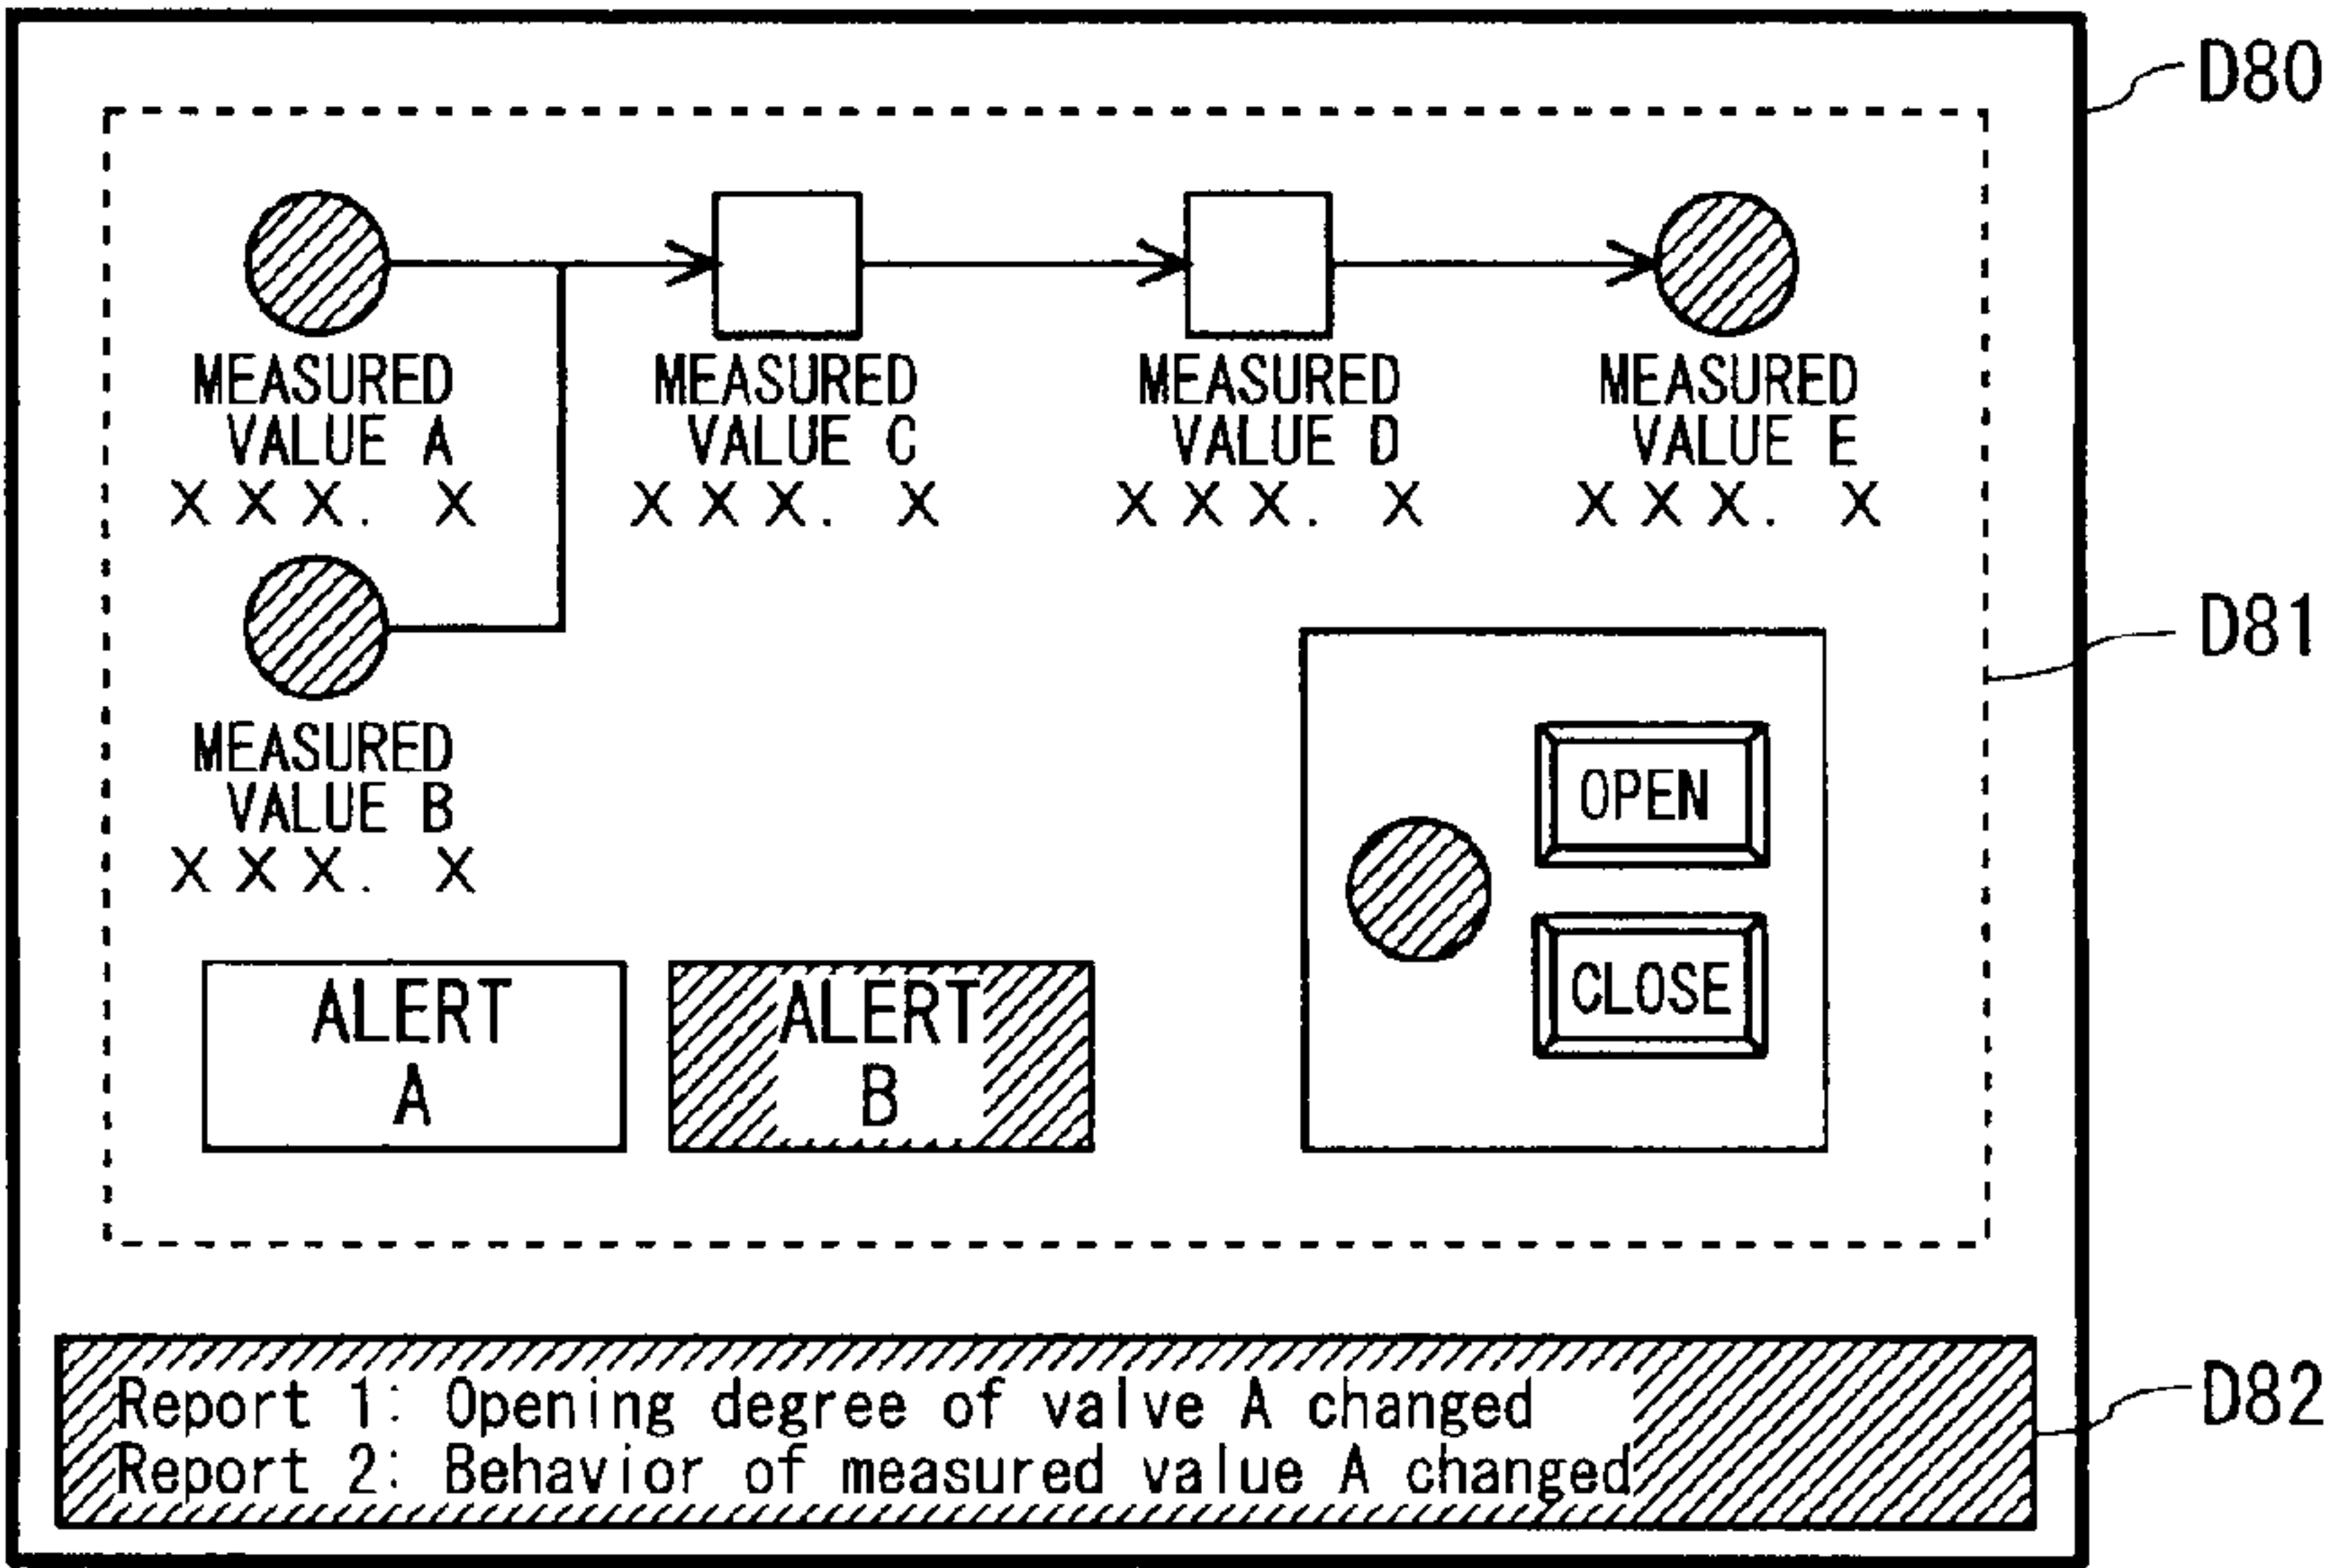 D80
MEASURED
VALUE A
XXX. X
MEASURED
VALUE C
XXX. X
MEASURED
VALUE D
XXX. X
MEASURED
VALUE E
XXX. X
D81
MEASURED
VALUE B
XXX. X
OPEN
CLOSE
ALERT
A
ALERT
B
Report 1: Opening degree of valve A changed
Report 2: Behavior of measured value A changed
D82